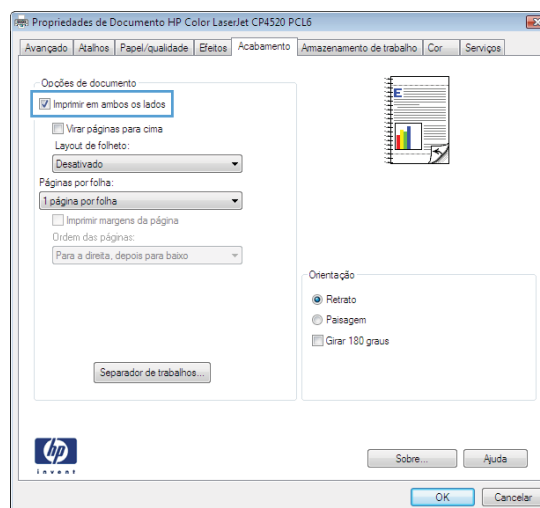 Propriedades de Documento HP Color LaserJet CP4520 PCL6
Avançado Atalhos Papel/qualidade Efeitos Acabamento Armazenamento de trabalho Cor Serviços
Opções de documento
Imprimir em ambos os lados
Virar páginas para cima
Layout de folheto:
Desativado
Páginas por folha:
1 página por folha
Imprimir margens da página
Ordem das páginas:
Para a direita, depois para baixo
E
Orientação
Retrato
Paisagem
Girar 180 graus
Separador de trabalhos...
hp
invent
Sobre...
Ajuda
OK
Cancelar